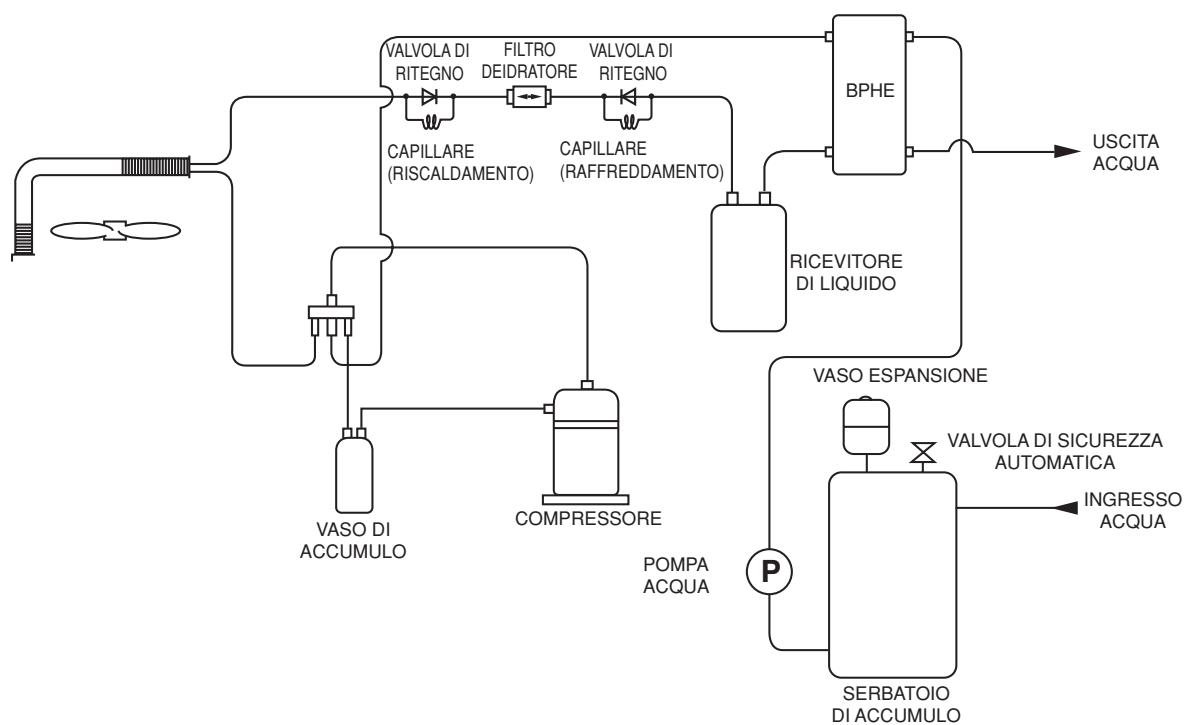 VALVOLA DI
RITEGNO
FILTRO
DEIDRATORE
VALVOLA DI
RITEGNO
BPHE
CAPILLARE
(RISCALDAMENTO)
CAPILLARE
(RAFFREDDAMENTO)
USCITA
ACQUA
RICEVITORE
DI LIQUIDO
VASO ESPANSIONE
VALVOLA DI SICUREZZA
AUTOMATICA
INGRESSO
ACQUA
COMPRESSORE
VASO DI
ACCUMULO
POMPA
ACQUA
P
SERBATOIO
DI ACCUMULO